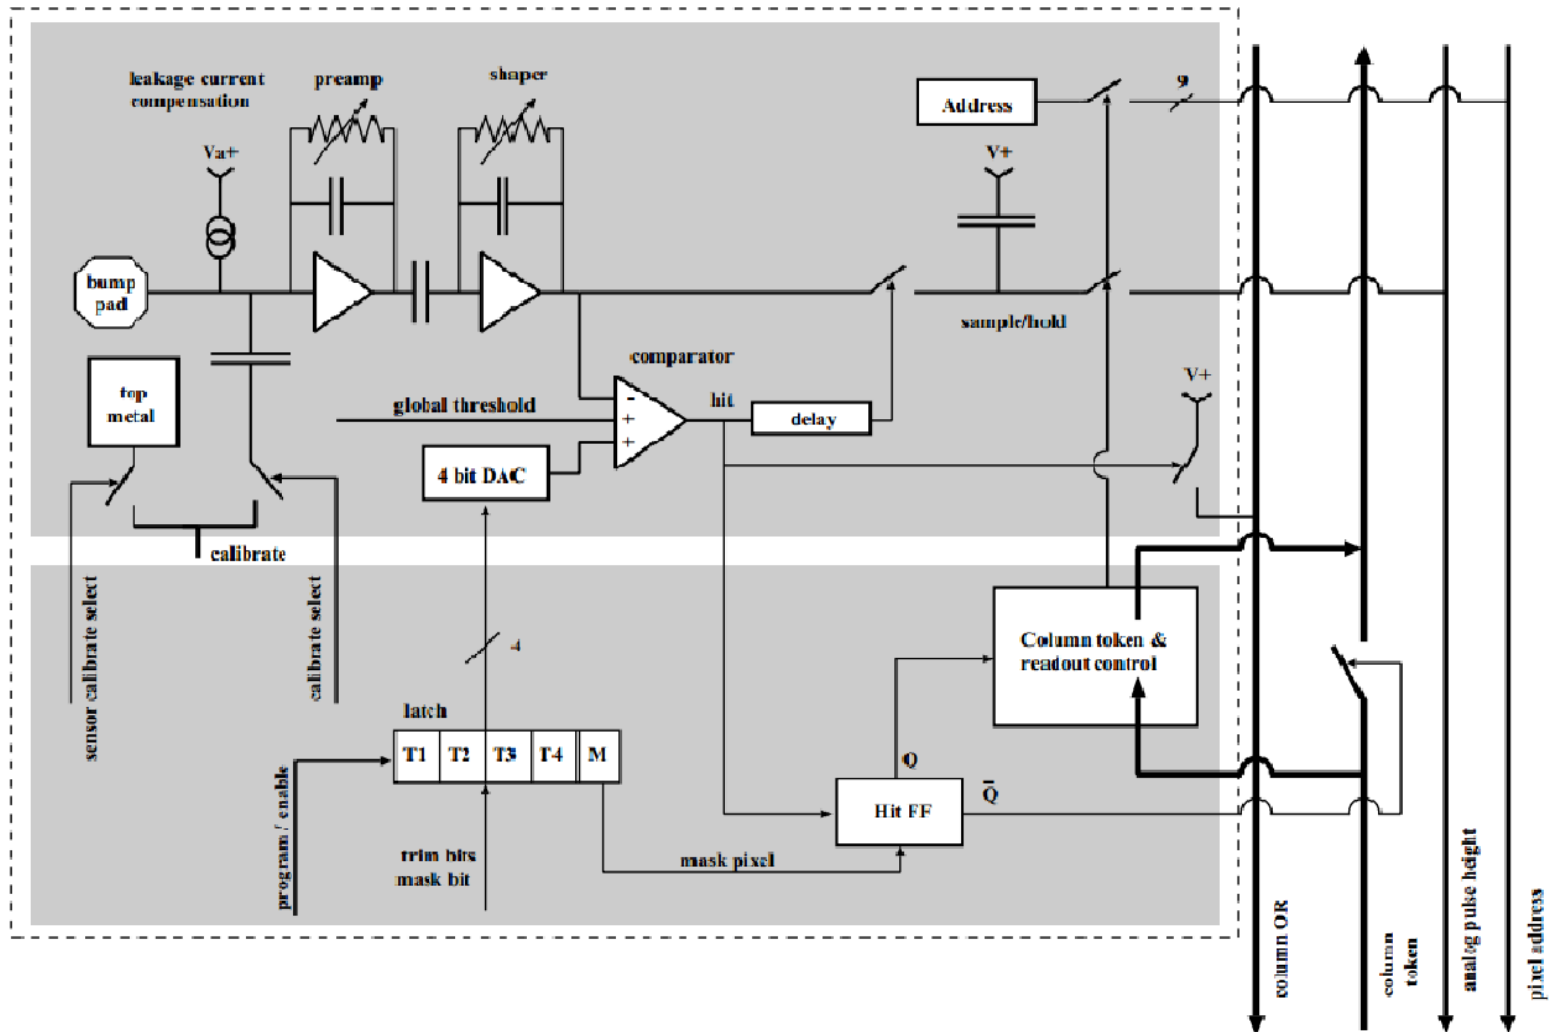 leakage current
compensation
preamp
shaper
Va+
Address
9
V+
bump
pad
sample/hold
comparator
top
metal
global threshold
-
+
+
hit
delay
V+
4 bit DAC
calibrate
sensor calibrate select
calibrate select
4
Column token &
readout control
latch
T1 T2 T3 T4 M
Q
Q̄
Hit FF
program / enable
trim bits
mask bit
mask pixel
column OR
column
token
analog pulse height
pixel address